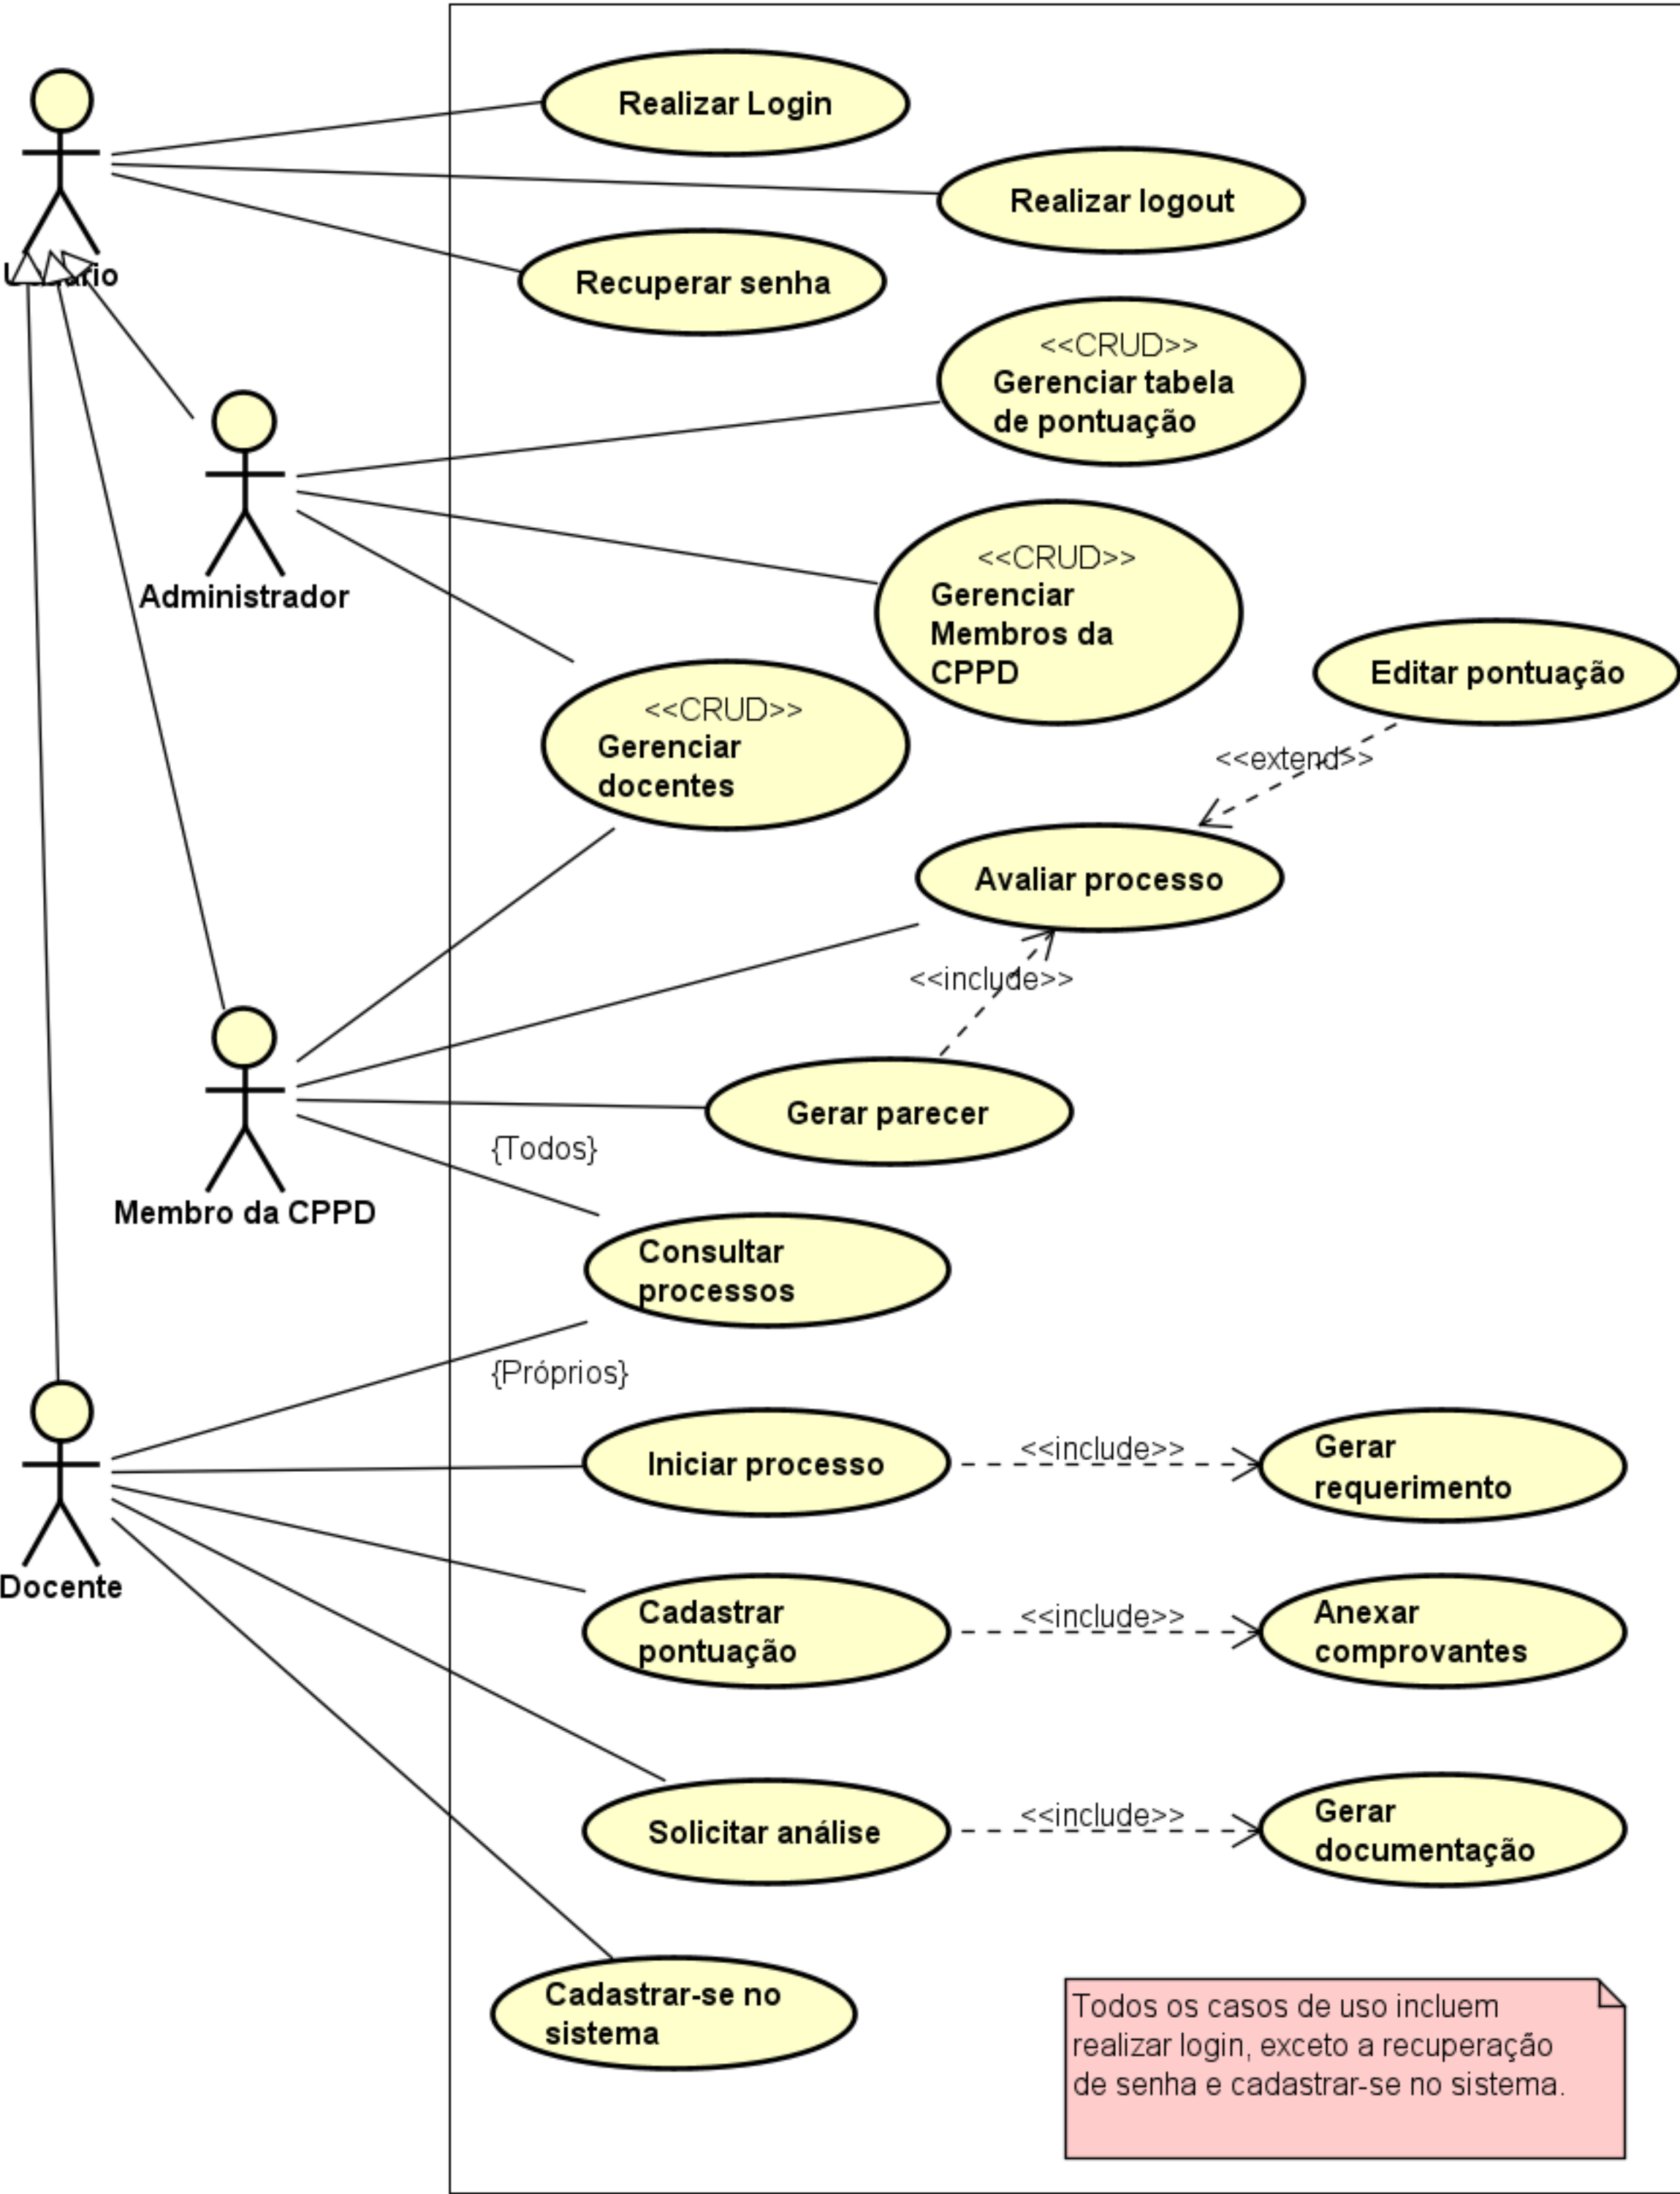 Realizar Login
Realizar logout
Recuperar senha
<<CRUD>>
Gerenciar tabela
de pontuação
Administrador
<<CRUD>>
Gerenciar
Membros da
CPPD
Editar pontuação
<<CRUD>>
Gerenciar
docentes
<<extend>>
Avaliar processo
<<include>>
Gerar parecer
{Todos}
Membro da CPPD
Consultar
processos
{Próprios}
Iniciar processo
<<include>>
Gerar
requerimento
Docente
Cadastrar
pontuação
<<include>>
Anexar
comprovantes
Solicitar análise
<<include>>
Gerar
documentação
Cadastrar-se no
sistema
Todos os casos de uso incluem
realizar login, exceto a recuperação
de senha e cadastrar-se no sistema.